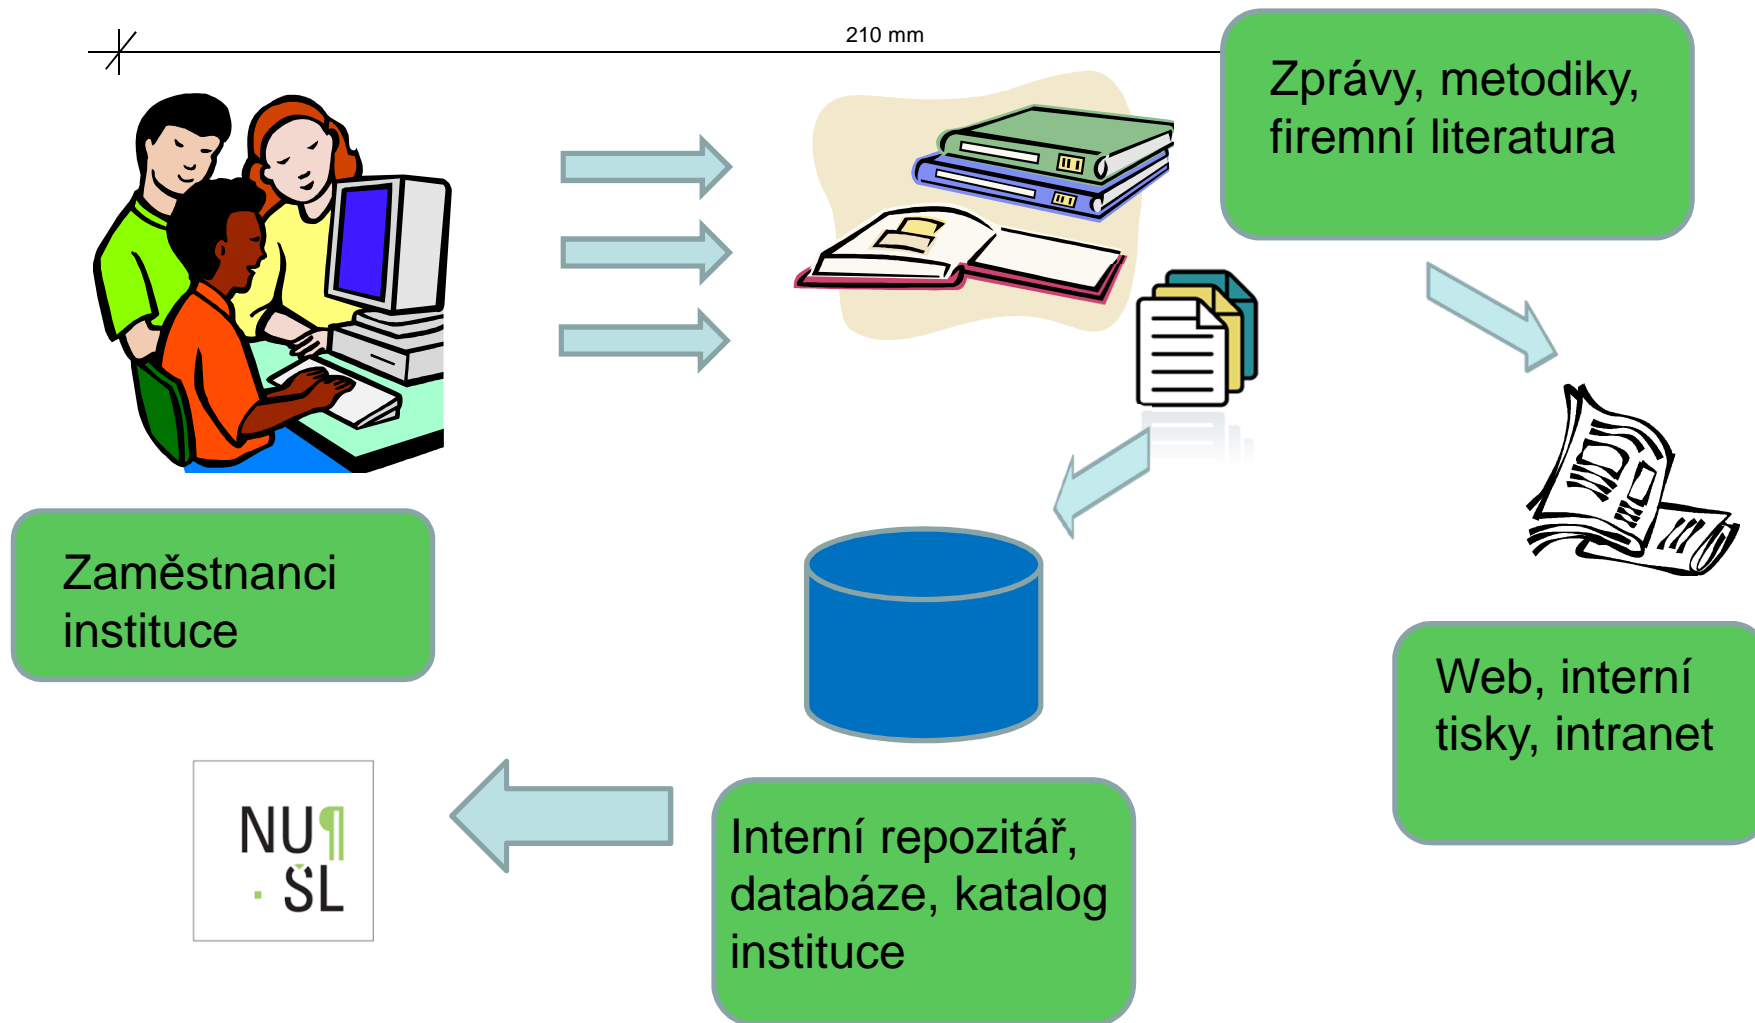 210 mm
Zprávy, metodiky,
firemní literatura
Zaměstnanci
instituce
Web, interní
tisky, intranet
NU¶
· ŠL
Interní repozitář,
databáze, katalog
instituce